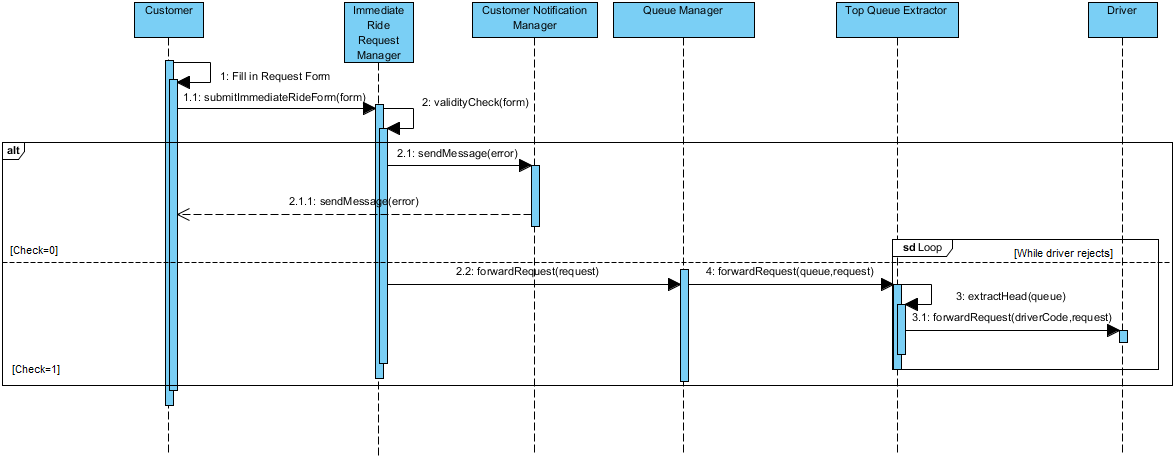 Customer
Immediate
Ride
Request
Manager
Customer Notification
Manager
Queue Manager
Top Queue Extractor
Driver
1: Fill in Request Form
1.1: submitImmediateRideForm(form)
2: validityCheck(form)
alt
2.1: sendMessage(error)
2.1.1: sendMessage(error)
[Check=0]
sd Loop
[While driver rejects]
2.2: forwardRequest(request)
4: forwardRequest(queue,request)
3: extractHead(queue)
3.1: forwardRequest(driverCode,request)
[Check=1]